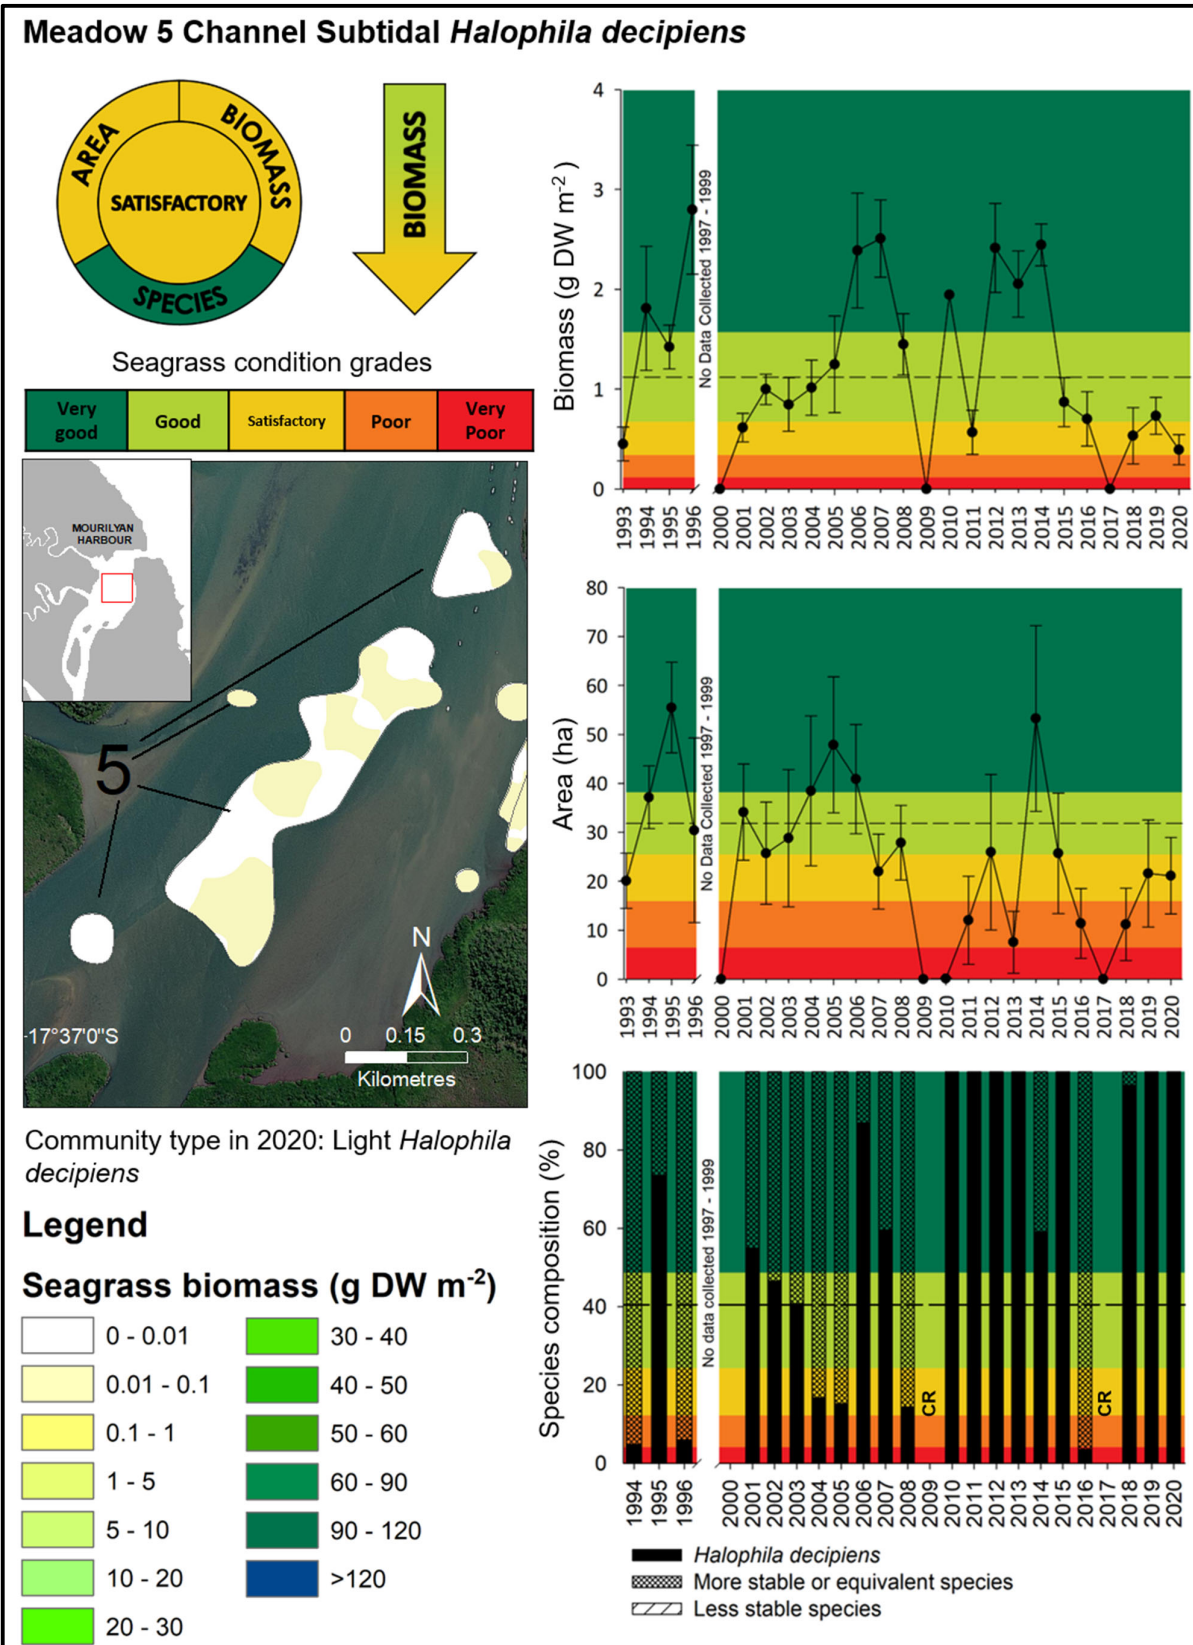 Meadow 5 Channel Subtidal Halophila decipiens
AREA
BIOMASS
SATISFACTORY
SPECIES
BIOMASS
Seagrass condition grades
Very good
Good
Satisfactory
Poor
Very Poor
MOURILYAN
HARBOUR
5
N
-17°37'0"S
0 0.15 0.3
Kilometres
Community type in 2020: Light Halophila
decipiens
Legend
Seagrass biomass (g DW m-2)
0 - 0.01
0.01 - 0.1
0.1 - 1
1 - 5
5 - 10
10 - 20
20 - 30
30 - 40
40 - 50
50 - 60
60 - 90
90 - 120
>120
Biomass (g DW m-2)
4
3
2
1
0
No Data Collected 1997 - 1999
1993 1994 1995 1996 2000 2001 2002 2003 2004 2005 2006 2007 2008 2009 2010 2011 2012 2013 2014 2015 2016 2017 2018 2019 2020
Area (ha)
80
70
60
50
40
30
20
10
0
No Data Collected 1997 - 1999
1993 1994 1995 1996 2000 2001 2002 2003 2004 2005 2006 2007 2008 2009 2010 2011 2012 2013 2014 2015 2016 2017 2018 2019 2020
Species composition (%)
100
80
60
40
20
0
No data collected 1997 - 1999
CR
CR
1994 1995 1996 2000 2001 2002 2003 2004 2005 2006 2007 2008 2009 2010 2011 2012 2013 2014 2015 2016 2017 2018 2019 2020
Halophila decipiens
More stable or equivalent species
Less stable species